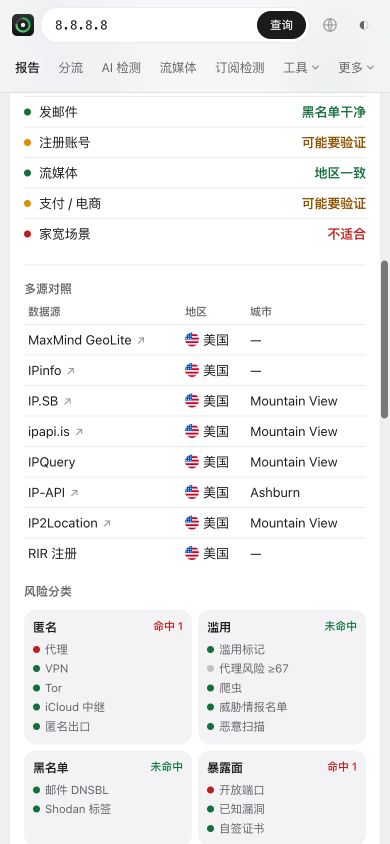 8.8.8.8 查询
报告 分流 AI 检测 流媒体 订阅检测 工具 更多
发邮件 黑名单干净
注册账号 可能要验证
流媒体 地区一致
支付 / 电商 可能要验证
家宽场景 不适合
多源对照
数据源 地区 城市
MaxMind GeoLite ↗ 美国 —
IPinfo ↗ 美国 —
IP.SB ↗ 美国 Mountain View
ipapi.is ↗ 美国 Mountain View
IPQuery 美国 Mountain View
IP-API ↗ 美国 Ashburn
IP2Location ↗ 美国 Mountain View
RIR 注册 美国 —
风险分类
匿名 命中 1
代理
VPN
Tor
iCloud 中继
匿名出口
滥用 未命中
滥用标记
代理风险 ≥67
爬虫
威胁情报名单
恶意扫描
黑名单 未命中
邮件 DNSBL
Shodan 标签
暴露面 命中 1
开放端口
已知漏洞
自签证书